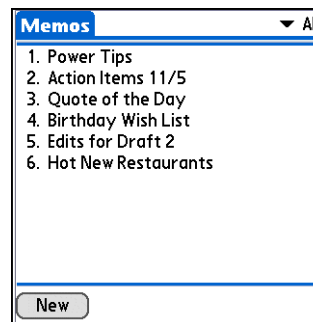 Memos
1. Power Tips
2. Action Items 11/5
3. Quote of the Day
4. Birthday Wish List
5. Edits for Draft 2
6. Hot New Restaurants
New